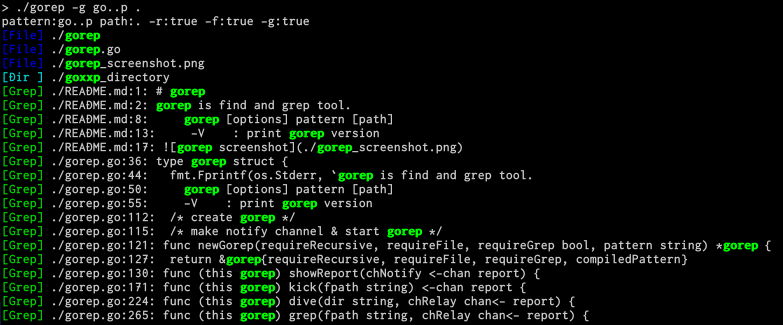 > ./gorep -g go..p .
pattern:go..p path:. -r:true -f:true -g:true
[File] ./gorep
[File] ./gorep.go
[File] ./gorep_screenshot.png
[Dir ] ./goxxp_directory
[Grep] ./README.md:1: # gorep
[Grep] ./README.md:2: gorep is find and grep tool.
[Grep] ./README.md:8:     gorep [options] pattern [path]
[Grep] ./README.md:13:     -V    : print gorep version
[Grep] ./README.md:17: ![gorep screenshot](./gorep_screenshot.png)
[Grep] ./gorep.go:36: type gorep struct {
[Grep] ./gorep.go:44:   fmt.Fprintf(os.Stderr, `gorep is find and grep tool.
[Grep] ./gorep.go:50:     gorep [options] pattern [path]
[Grep] ./gorep.go:55:     -V    : print gorep version
[Grep] ./gorep.go:112:  /* create gorep */
[Grep] ./gorep.go:115:  /* make notify channel & start gorep */
[Grep] ./gorep.go:121: func newGorep(requireRecursive, requireFile, requireGrep bool, pattern string) *gorep {
[Grep] ./gorep.go:127:  return &gorep{requireRecursive, requireFile, requireGrep, compiledPattern}
[Grep] ./gorep.go:130: func (this gorep) showReport(chNotify <-chan report) {
[Grep] ./gorep.go:171: func (this gorep) kick(fpath string) <-chan report {
[Grep] ./gorep.go:224: func (this gorep) dive(dir string, chRelay chan<- report) {
[Grep] ./gorep.go:265: func (this gorep) grep(fpath string, chRelay chan<- report) {